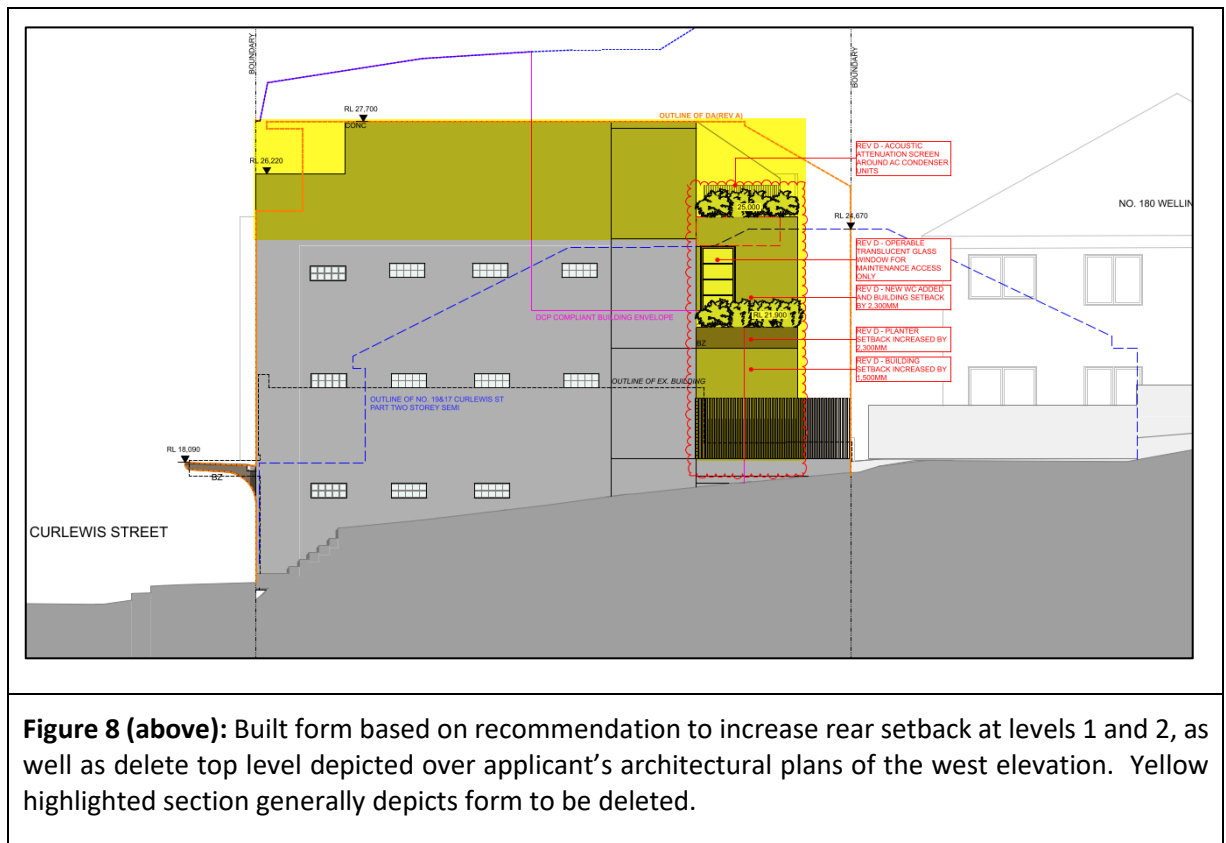 BOUNDARY
BOUNDARY
RL 27,700
CONC
OUTLINE OF DA(REV A)
RL 26,220
REV D - ACOUSTIC
ATTENUATION SCREEN
AROUND AC CONDENSER
UNITS
25,000
RL 24,670
NO. 180 WELLIN
REV D - OPERABLE
TRANSLUCENT GLASS
WINDOW FOR
MAINTENANCE ACCESS
ONLY
REV D - NEW WC ADDED
AND BUILDING SETBACK
BY 2,300MM
DCP COMPLIANT BUILDING ENVELOPE
RL 21,900
REV D - PLANTER
SETBACK INCREASED BY
2,300MM
BZ
REV D - BUILDING
SETBACK INCREASED BY
1,500MM
OUTLINE OF EX. BUILDING
OUTLINE OF NO. 19&17 CURLEWIS ST
PART TWO STOREY SEMI
RL 18,090
BZ
CURLEWIS STREET
Figure 8 (above): Built form based on recommendation to increase rear setback at levels 1 and 2, as
well as delete top level depicted over applicant's architectural plans of the west elevation. Yellow
highlighted section generally depicts form to be deleted.